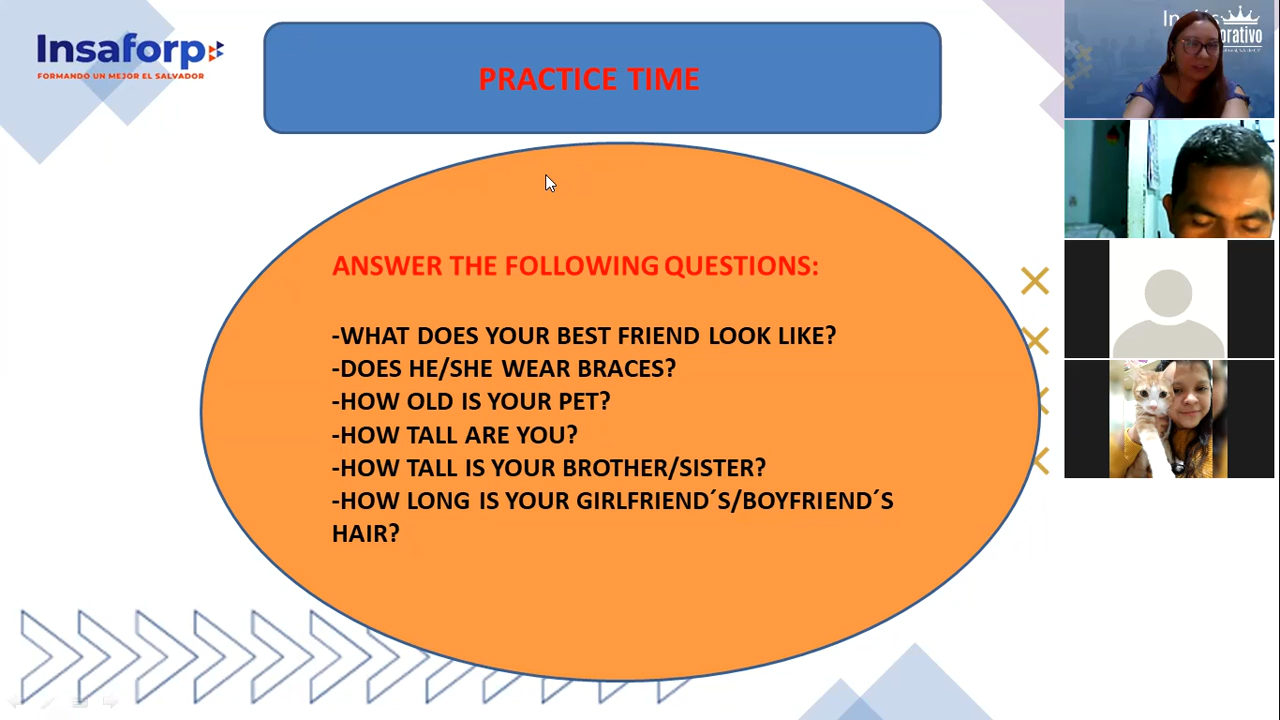 Insaforp
FORMANDO UN MEJOR EL SALVADOR
PRACTICE TIME
ANSWER THE FOLLOWING QUESTIONS:
-WHAT DOES YOUR BEST FRIEND LOOK LIKE?
-DOES HE/SHE WEAR BRACES?
-HOW OLD IS YOUR PET?
-HOW TALL ARE YOU?
-HOW TALL IS YOUR BROTHER/SISTER?
-HOW LONG IS YOUR GIRLFRIEND´S/BOYFRIEND´S
HAIR?